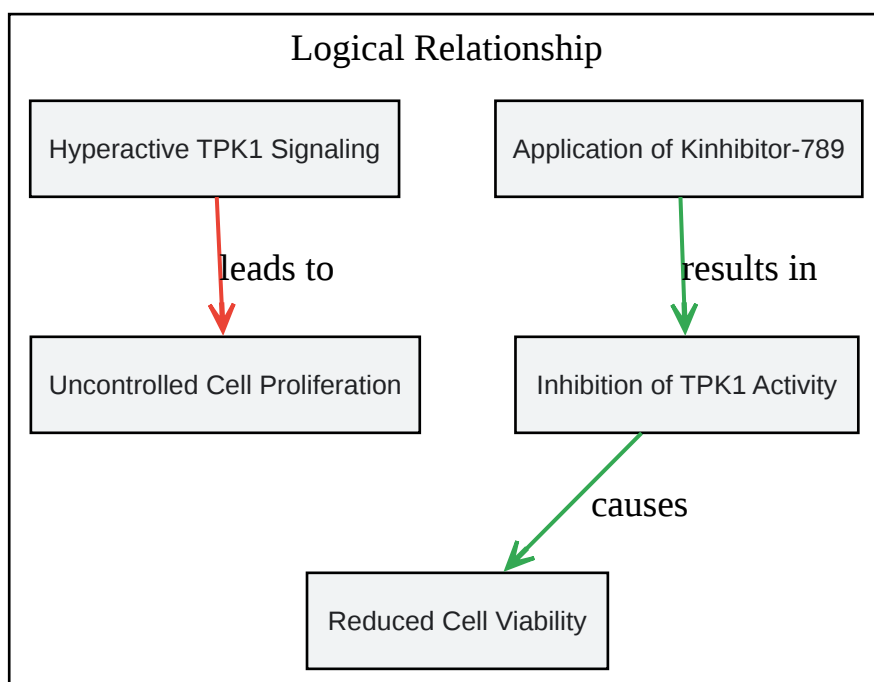 Logical Relationship
Hyperactive TPK1 Signaling
Application of Kinhibitor-789
leads to
results in
Uncontrolled Cell Proliferation
Inhibition of TPK1 Activity
causes
Reduced Cell Viability